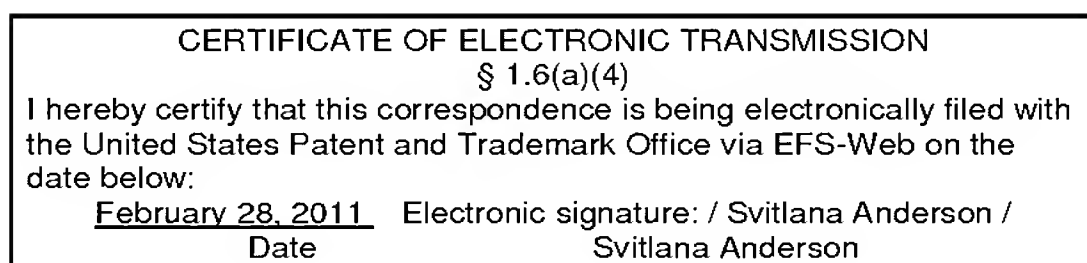 CERTIFICATE OF ELECTRONIC TRANSMISSION
§ 1.6(a)(4)
I hereby certify that this correspondence is being electronically filed with
the United States Patent and Trademark Office via EFS-Web on the
date below:
February 28, 2011 Electronic signature: / Svitlana Anderson /
Date Svitlana Anderson